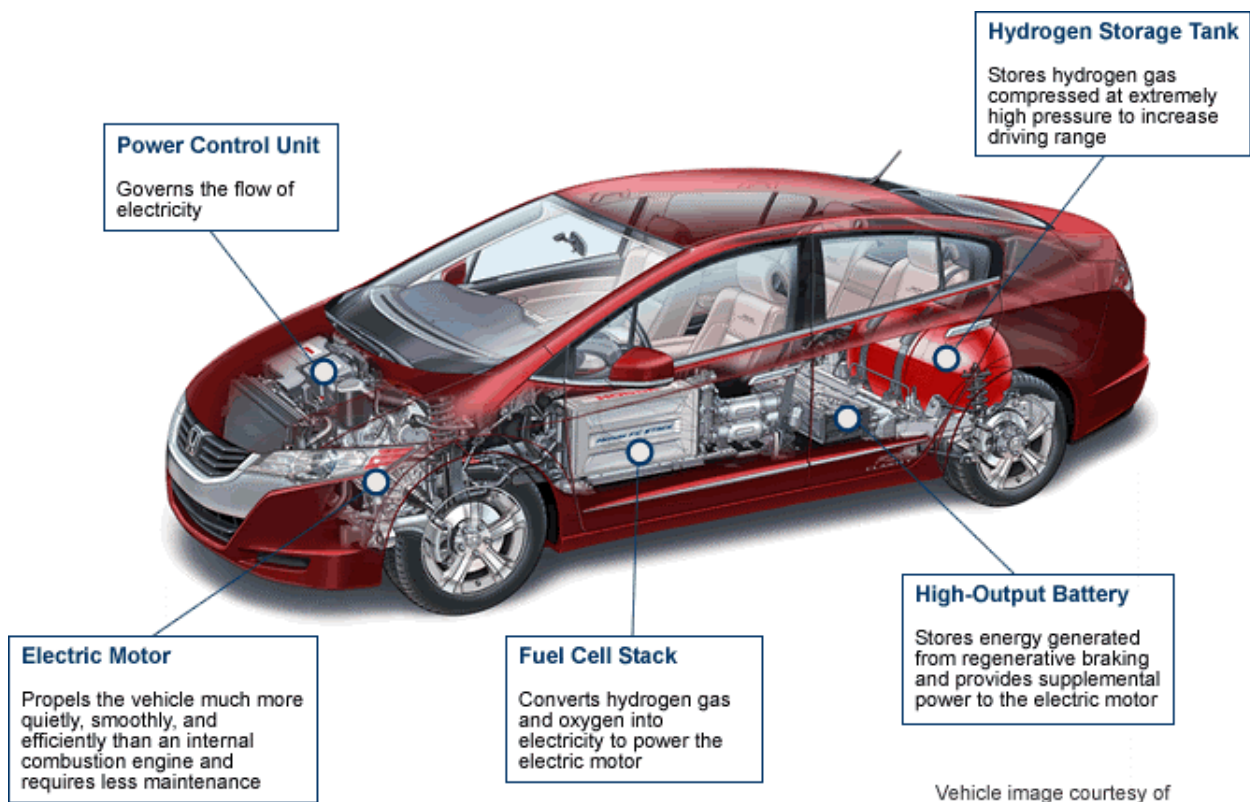 Hydrogen Storage Tank
Stores hydrogen gas
compressed at extremely
high pressure to increase
driving range
Power Control Unit
Governs the flow of
electricity
High-Output Battery
Stores energy generated
from regenerative braking
and provides supplemental
power to the electric motor
Electric Motor
Propels the vehicle much more
quietly, smoothly, and
efficiently than an internal
combustion engine and
requires less maintenance
Fuel Cell Stack
Converts hydrogen gas
and oxygen into
electricity to power the
electric motor
Vehicle image courtesy of